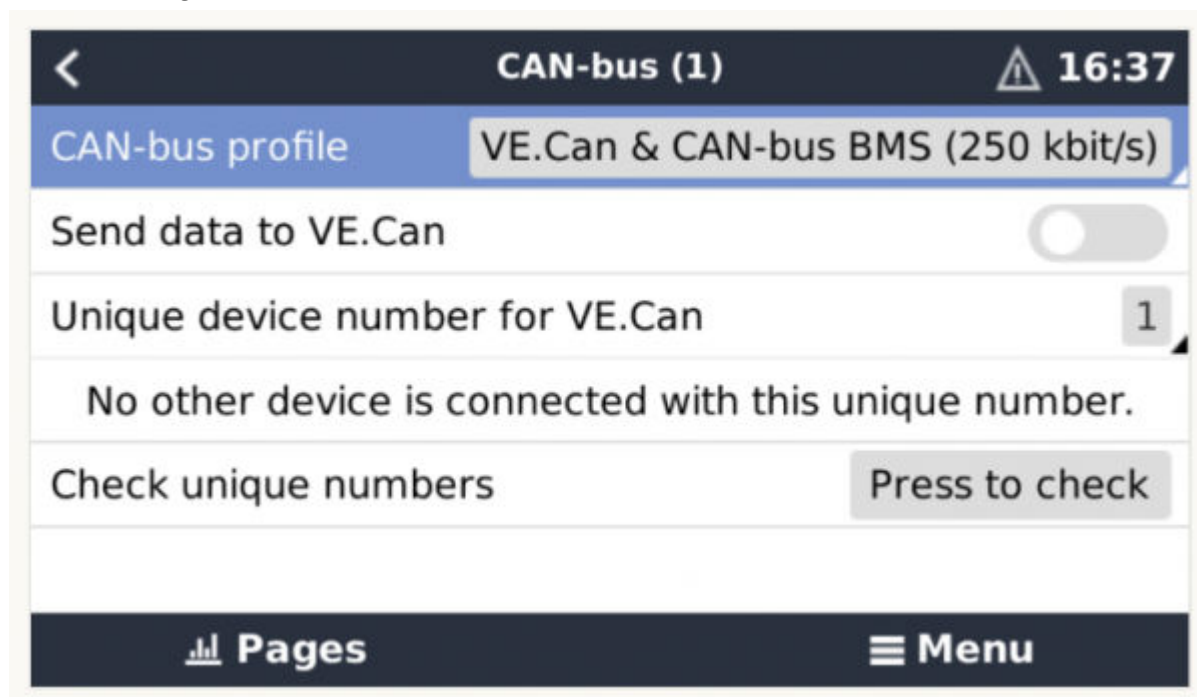 CAN-bus (1) 16:37
CAN-bus profile VE.Can & CAN-bus BMS (250 kbit/s)
Send data to VE.Can
Unique device number for VE.Can 1
No other device is connected with this unique number.
Check unique numbers Press to check
Pages Menu